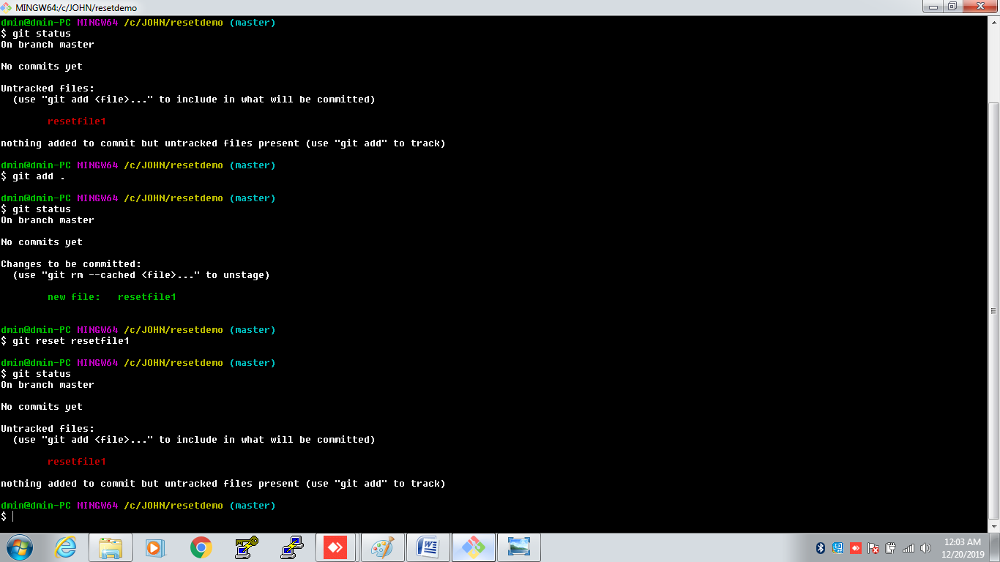 MINGW64:/c/JOHN/resetdemo
dmin@dmin-PC MINGW64 /c/JOHN/resetdemo (master)
$ git status
On branch master
No commits yet
Untracked files:
(use "git add <file>..." to include in what will be committed)
resetfile1
nothing added to commit but untracked files present (use "git add" to track)
dmin@dmin-PC MINGW64 /c/JOHN/resetdemo (master)
$ git add .
dmin@dmin-PC MINGW64 /c/JOHN/resetdemo (master)
$ git status
On branch master
No commits yet
Changes to be committed:
(use "git rm --cached <file>..." to unstage)
new file: resetfile1
dmin@dmin-PC MINGW64 /c/JOHN/resetdemo (master)
$ git reset resetfile1
dmin@dmin-PC MINGW64 /c/JOHN/resetdemo (master)
$ git status
On branch master
No commits yet
Untracked files:
(use "git add <file>..." to include in what will be committed)
resetfile1
nothing added to commit but untracked files present (use "git add" to track)
dmin@dmin-PC MINGW64 /c/JOHN/resetdemo (master)
$
12:03 AM
12/20/2019